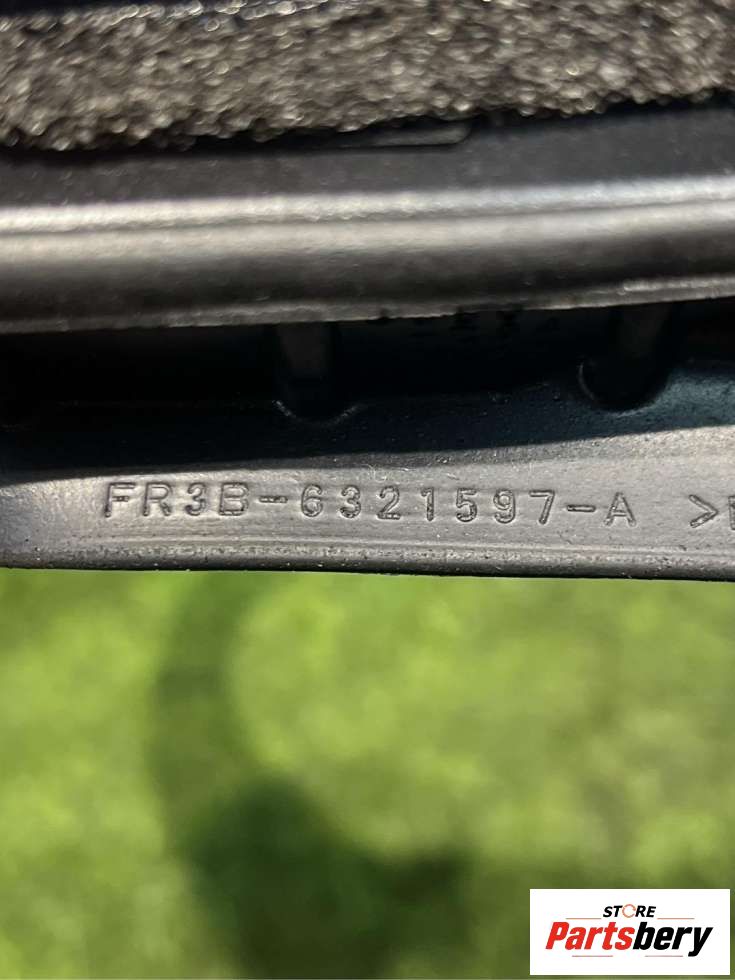 FR3B-6321597-A >
STORE
Partsbery